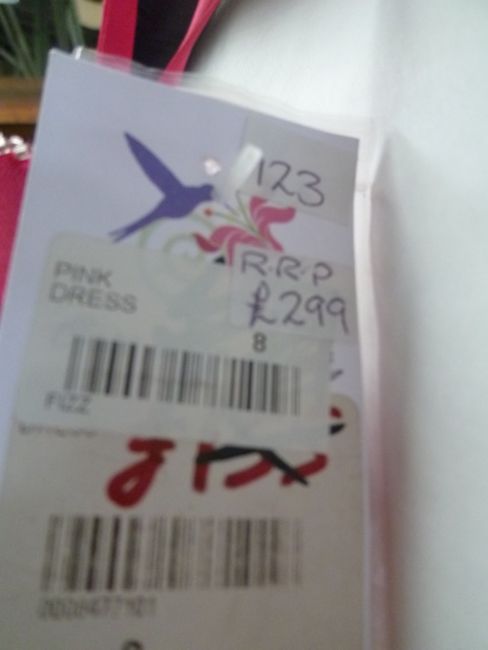 123
R.R.P
£299
PINK
DRESS
8
FIZZ